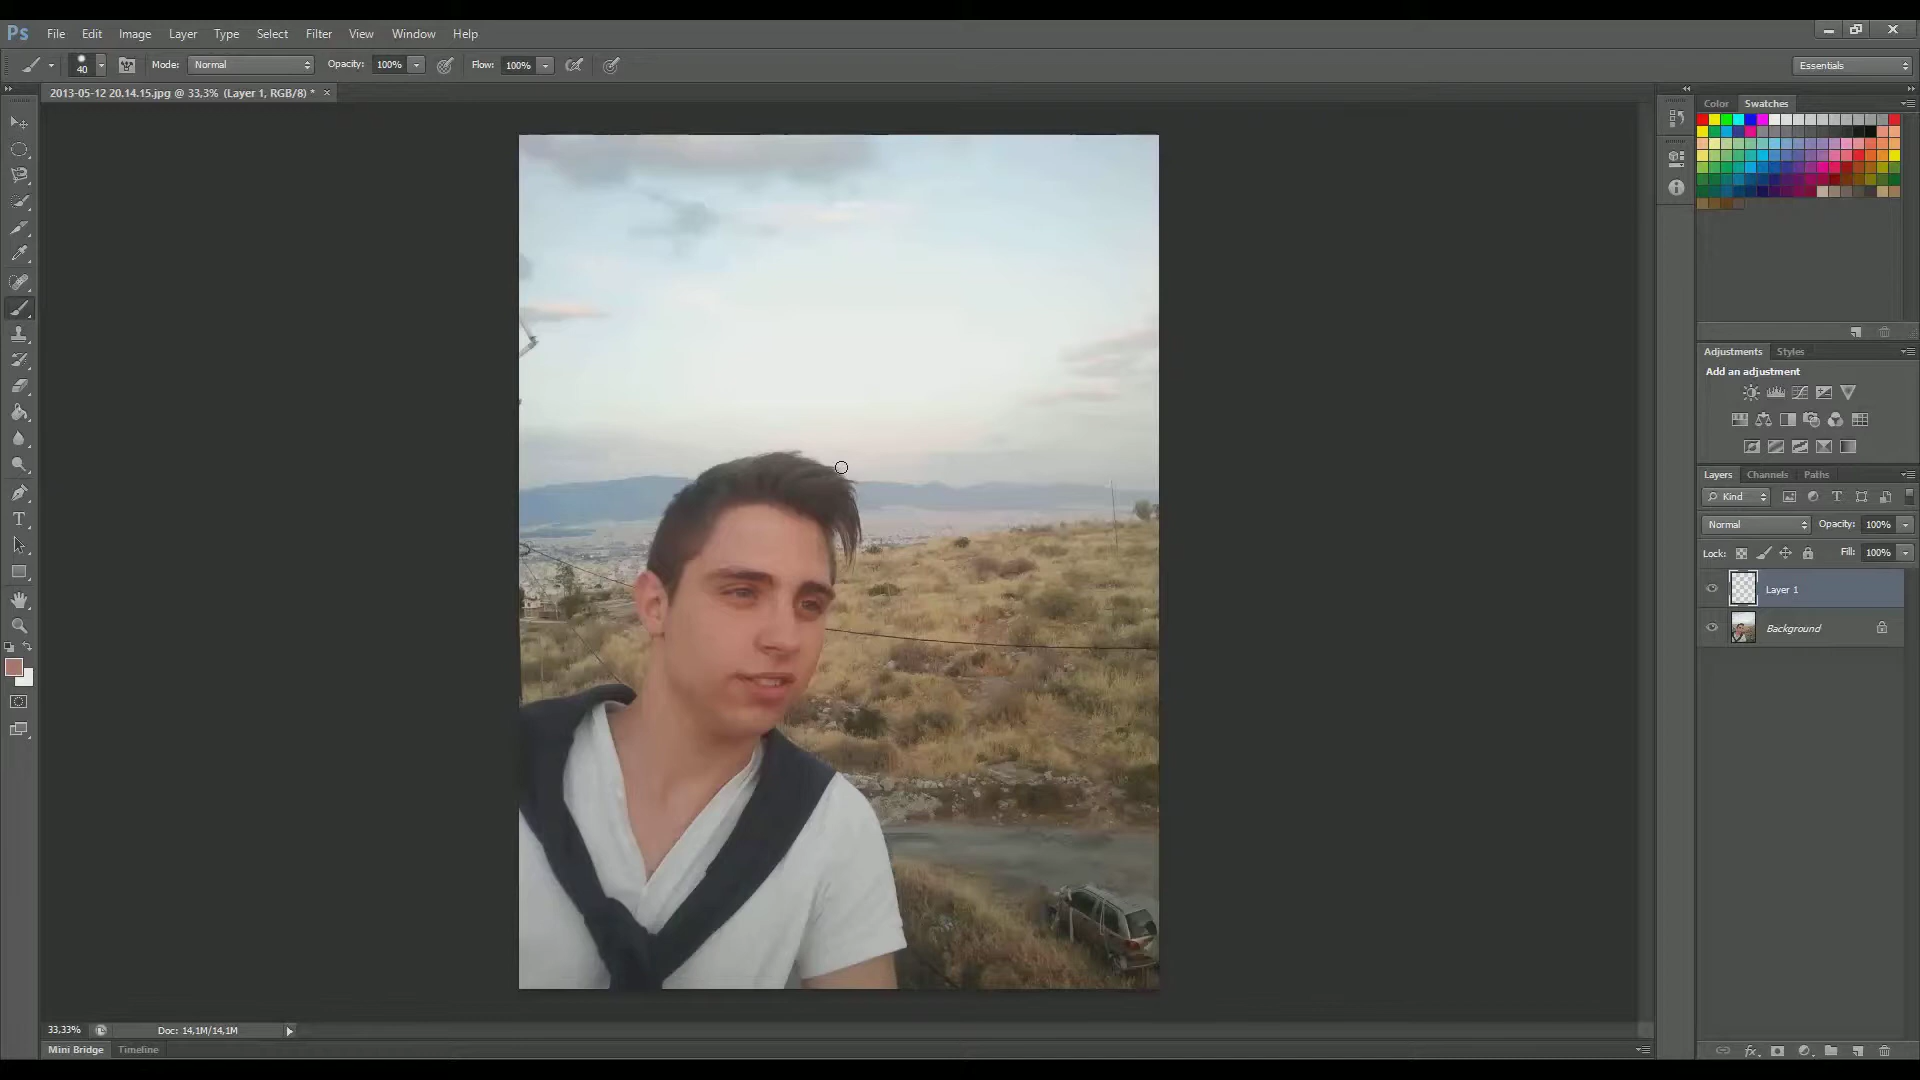 Ps File Edit Image Layer Type Select Filter View Window Help
40 Mode: Normal Opacity: 100% Flow: 100% Essentials
2013-05-12 20.14.15.jpg @ 33,3% (Layer 1, RGB/8) * ×
Color Swatches
Adjustments Styles
Add an adjustment
Layers Channels Paths
Kind
Normal Opacity: 100%
Lock: Fill: 100%
Layer 1
Background
33,33% Doc: 14,1M/14,1M
Mini Bridge Timeline